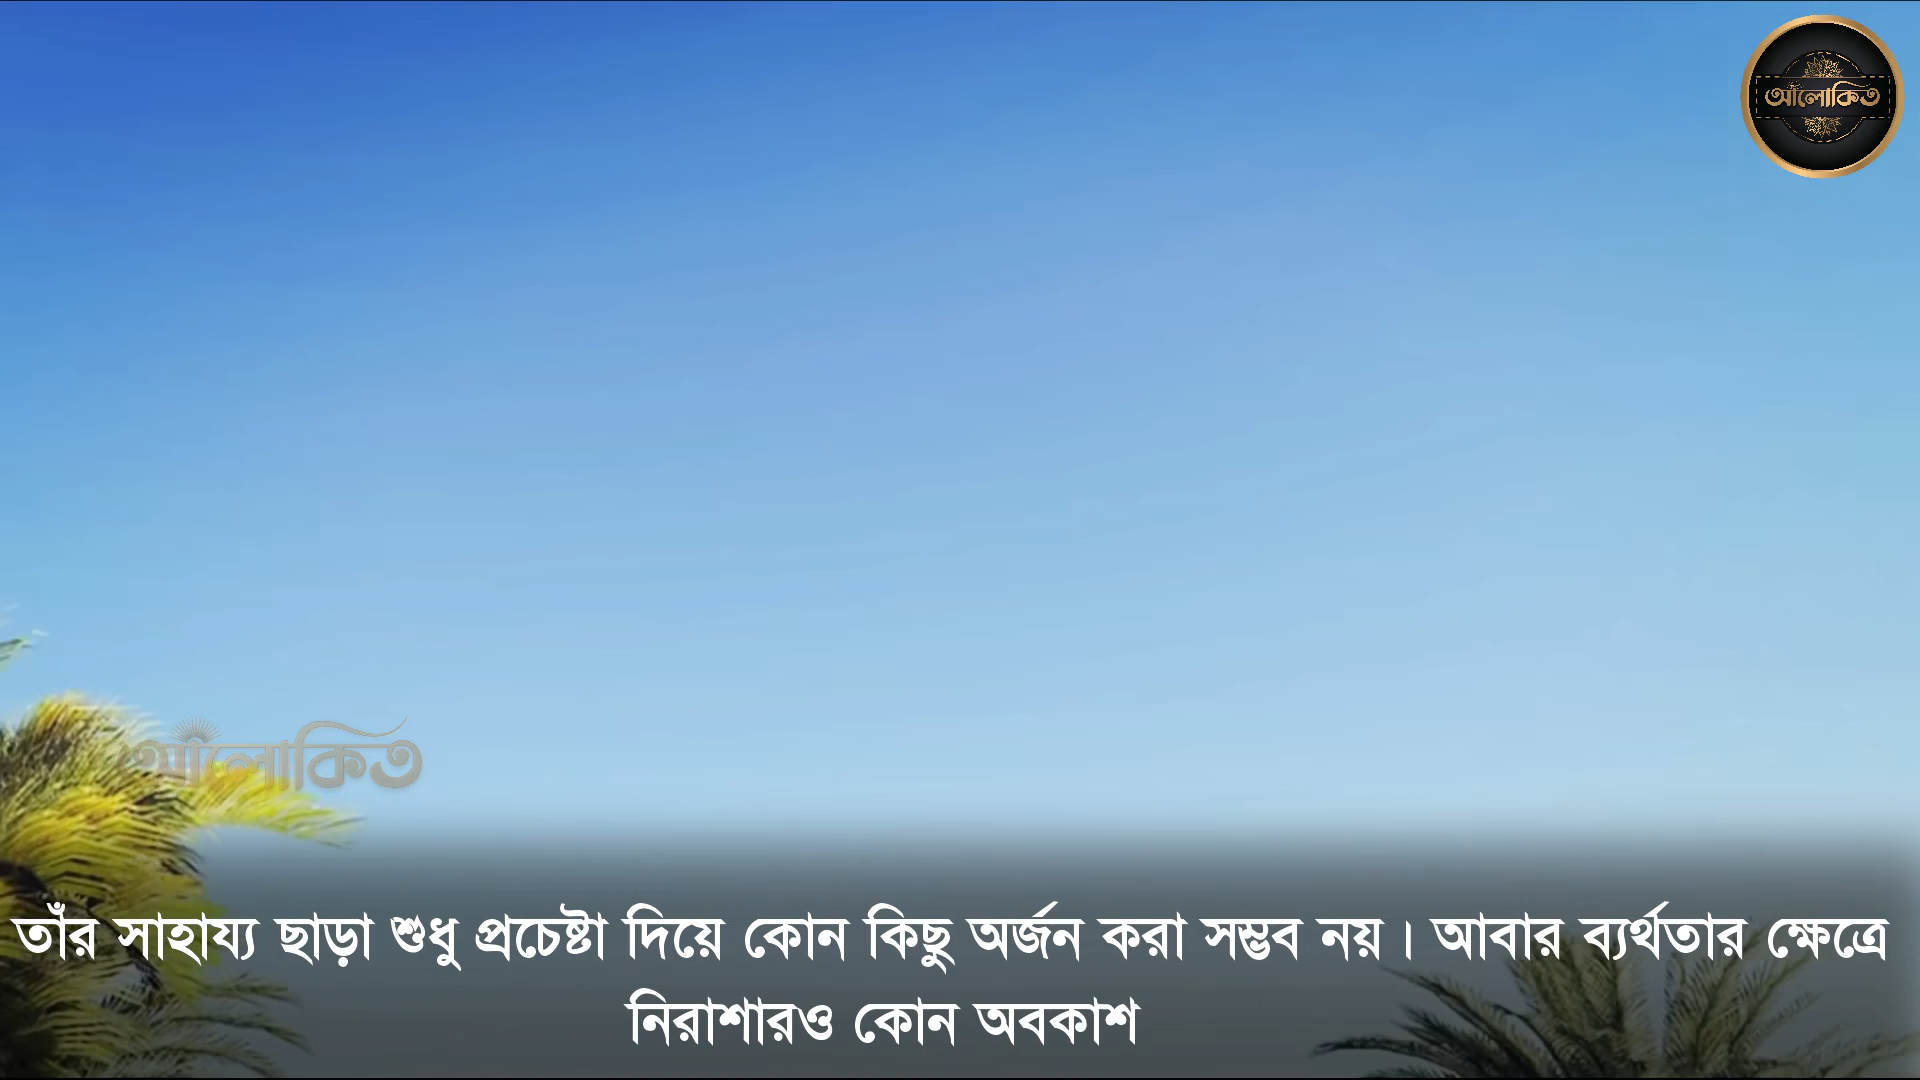 আলোকিত
আলোকিত
তাঁর সাহায্য ছাড়া শুধু প্রচেষ্টা দিয়ে কোন কিছু অর্জন করা সম্ভব নয়। আবার ব্যর্থতার ক্ষেত্রে
নিরাশারও কোন অবকাশ